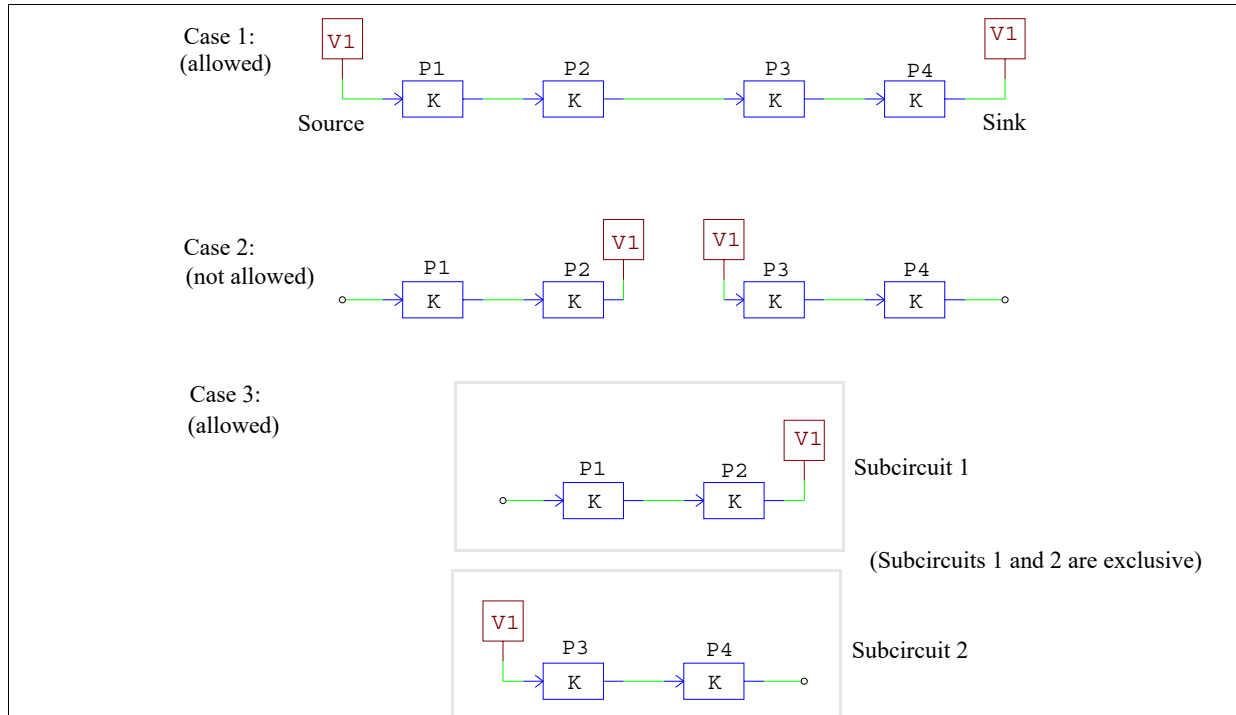 Case 1:
(allowed)
V1
V1
P1
P2
P3
P4
K
K
K
K
Source
Sink
Case 2:
(not allowed)
V1
V1
P1
P2
P3
P4
K
K
K
K
Case 3:
(allowed)
V1
P1
P2
K
K
Subcircuit 1
(Subcircuits 1 and 2 are exclusive)
V1
P3
P4
K
K
Subcircuit 2